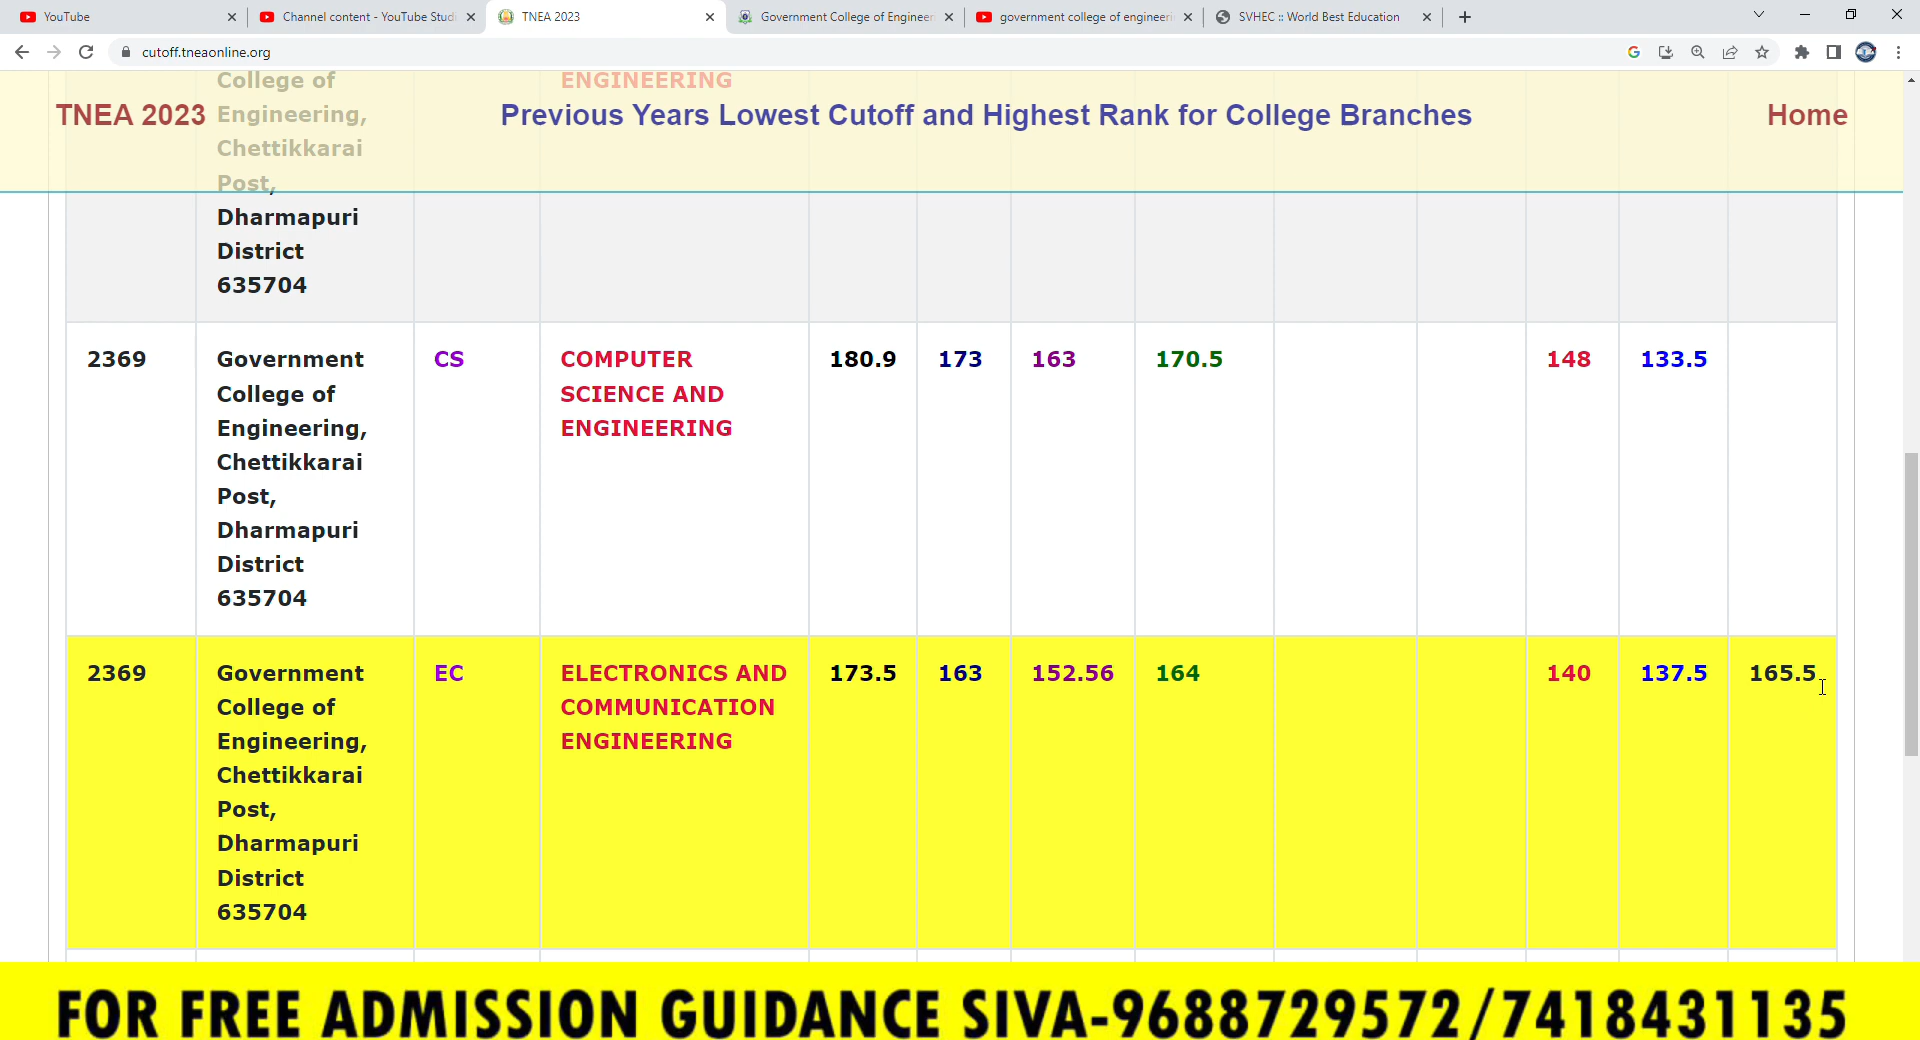 YouTube
Channel content - YouTube Studi
TNEA 2023
Government College of Engineer
government college of engineeri
SVHEC :: World Best Education
cutoff.tneaonline.org
College of
Engineering,
Chettikkarai
Post,
Dharmapuri
District
635704
ENGINEERING
TNEA 2023
Previous Years Lowest Cutoff and Highest Rank for College Branches
Home
2369
Government
College of
Engineering,
Chettikkarai
Post,
Dharmapuri
District
635704
CS
COMPUTER
SCIENCE AND
ENGINEERING
180.9
173
163
170.5
148
133.5
2369
Government
College of
Engineering,
Chettikkarai
Post,
Dharmapuri
District
635704
EC
ELECTRONICS AND
COMMUNICATION
ENGINEERING
173.5
163
152.56
164
140
137.5
165.5
FOR FREE ADMISSION GUIDANCE SIVA-9688729572/7418431135